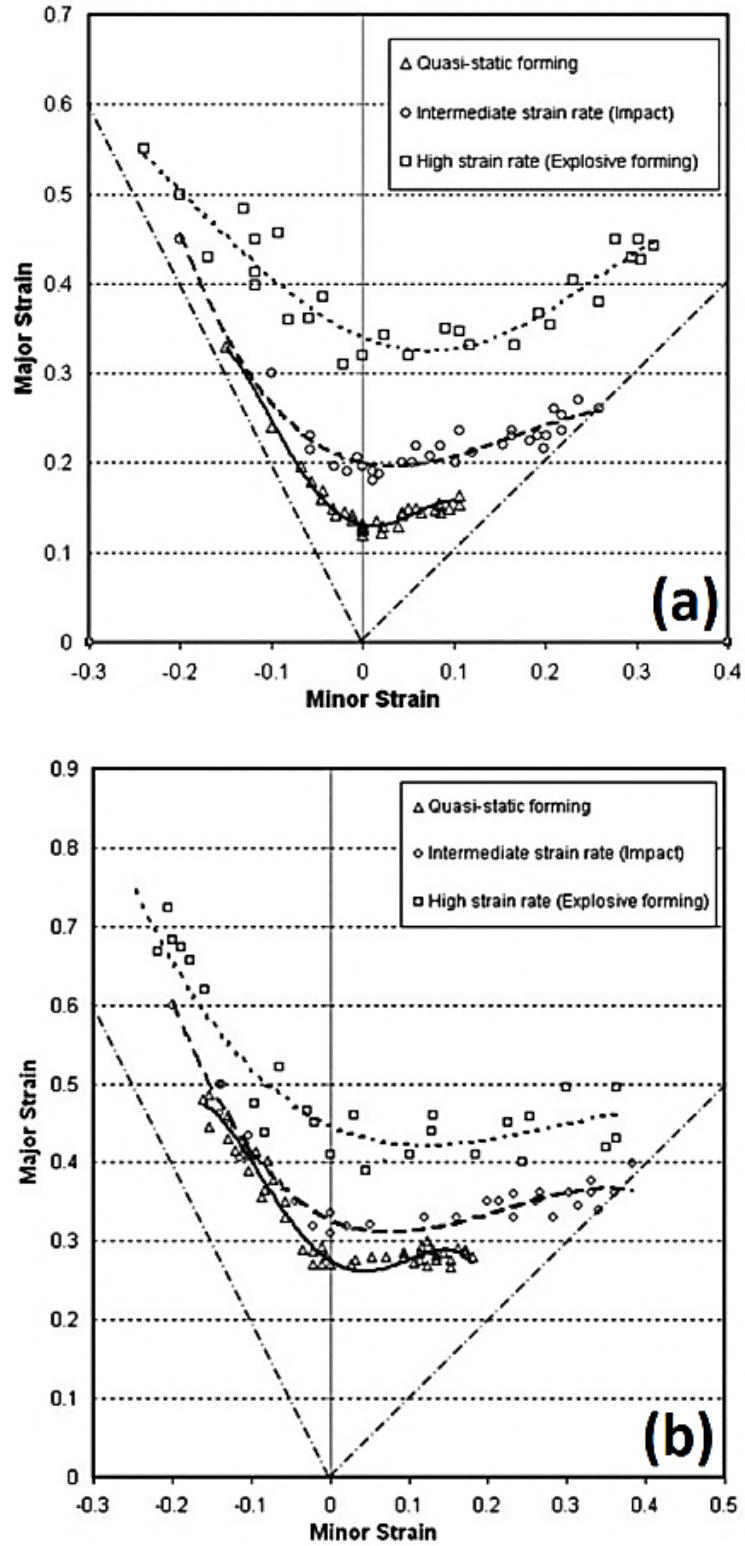 0.7
Quasi-static forming
0.6
Intermediate strain rate (Impact)
High strain rate (Explosive forming)
0.5
0.4
Major Strain
0.3
0.2
0.1
(a)
0
-0.3 -0.2 -0.1 0 0.1 0.2 0.3 0.4
Minor Strain
0.9
Quasi-static forming
0.8
Intermediate strain rate (Impact)
0.7
High strain rate (Explosive forming)
0.6
0.5
Major Strain
0.4
0.3
0.2
0.1
(b)
0
-0.3 -0.2 -0.1 0 0.1 0.2 0.3 0.4 0.5
Minor Strain